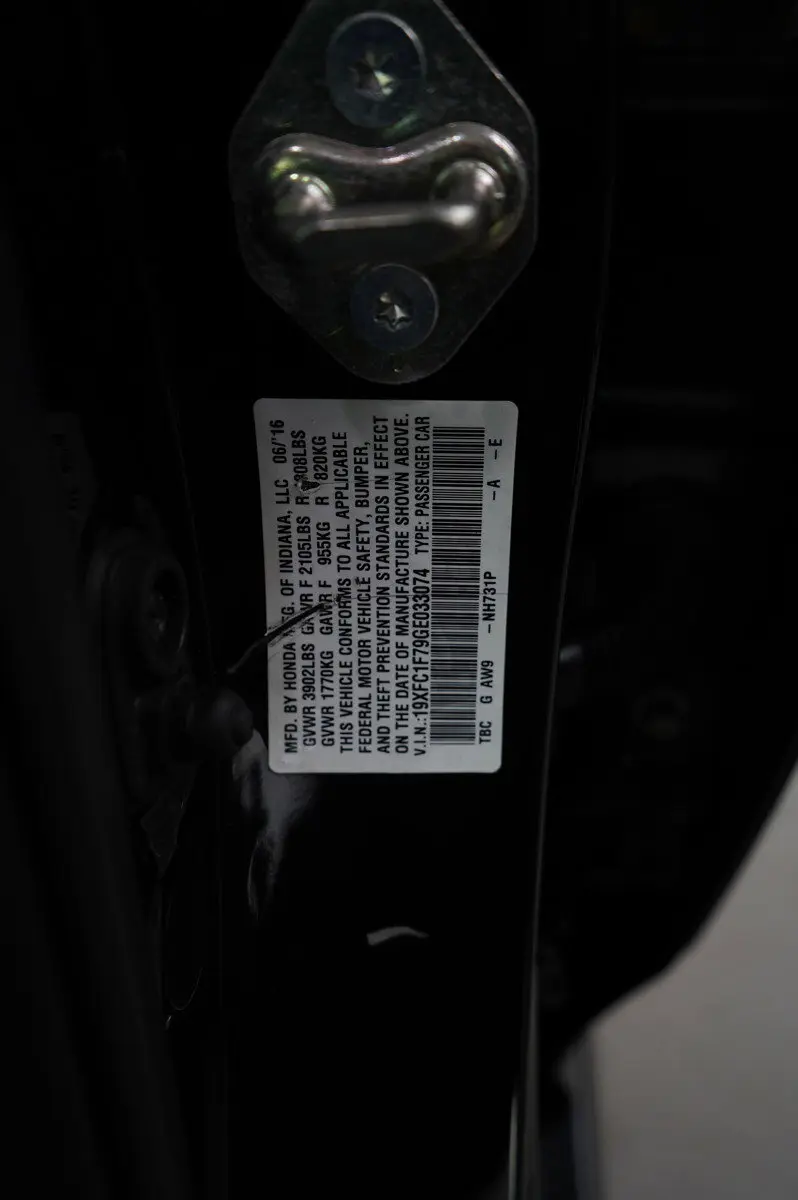 MFD. BY HONDA MFG. OF INDIANA, LLC 06/'16
GVWR 3902LBS GAWR F 2105LBS R
GVWR 1770KG GAWR F 955KG R 820KG
THIS VEHICLE CONFORMS TO ALL APPLICABLE
FEDERAL MOTOR VEHICLE SAFETY, BUMPER,
AND THEFT PREVENTION STANDARDS IN EFFECT
ON THE DATE OF MANUFACTURE SHOWN ABOVE.
V.I.N.:19XFC1F79GE033074 TYPE: PASSENGER CAR
TBC G AW9 – NH731P – A – E